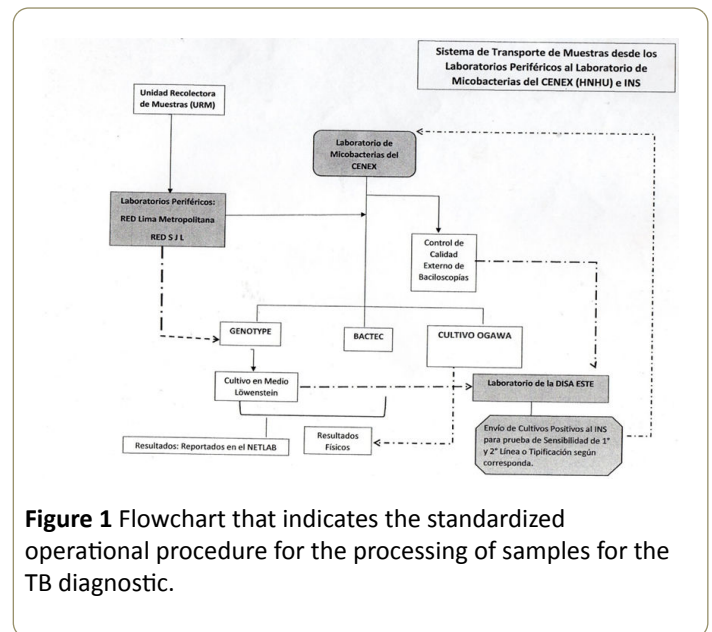 Sistema de Transporte de Muestras desde los
Laboratorios Periféricos al Laboratorio de
Micobacterias del CENEX (HNHU) e INS
Unidad Recolectora
de Muestras (URM)
Laboratorio de
Micobacterias del
CENEX
Laboratorios Periféricos:
RED Lima Metropolitana
RED S J L
Control de
Calidad
Externo de
Baciloscopías
GENOTYPE
BACTEC
CULTIVO OGAWA
Cultivo en Medio
Löwenstein
Laboratorio de la DISA ESTE
Resultados: Reportados en el NETLAB
Resultados
Físicos
Envío de Cultivos Positivos al INS
para prueba de Sensibilidad de 1°
y 2° Línea o Tipificación según
corresponda.
Figure 1 Flowchart that indicates the standardized
operational procedure for the processing of samples for the
TB diagnostic.